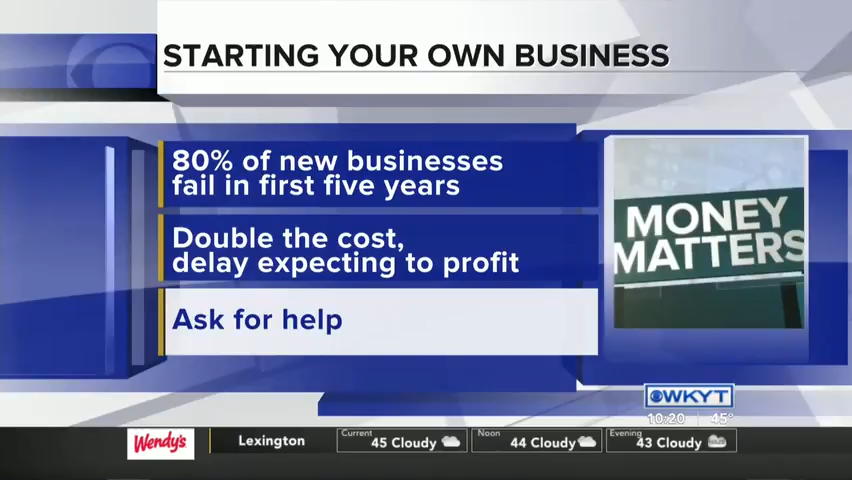 STARTING YOUR OWN BUSINESS
80% of new businesses
fail in first five years
Double the cost,
delay expecting to profit
Ask for help
MONEY
MATTERS
WKYT
10:20 45°
Wendy's
Lexington
Current
45 Cloudy
Noon
44 Cloudy
Evening
43 Cloudy